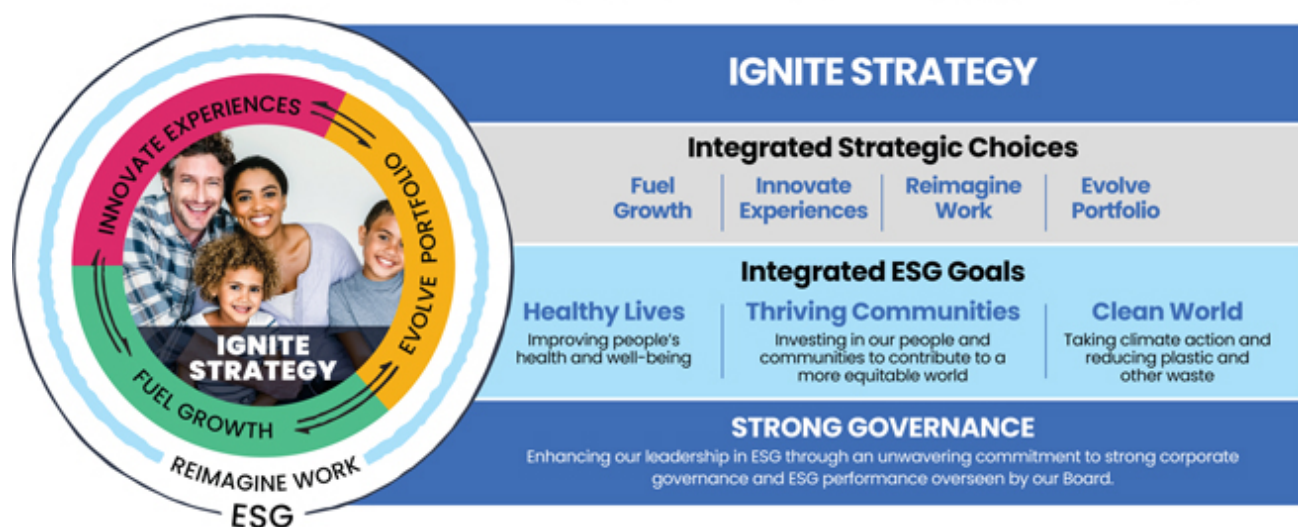 INNOVATE EXPERIENCES
EVOLVE PORTFOLIO
IGNITE
STRATEGY
FUEL GROWTH
REIMAGINE WORK
ESG
IGNITE STRATEGY
Integrated Strategic Choices
Fuel
Growth
Innovate
Experiences
Reimagine
Work
Evolve
Portfolio
Integrated ESG Goals
Healthy Lives
Improving people's
health and well-being
Thriving Communities
Investing in our people and
communities to contribute to a
more equitable world
Clean World
Taking climate action and
reducing plastic and
other waste
STRONG GOVERNANCE
Enhancing our leadership in ESG through an unwavering commitment to strong corporate
governance and ESG performance overseen by our Board.